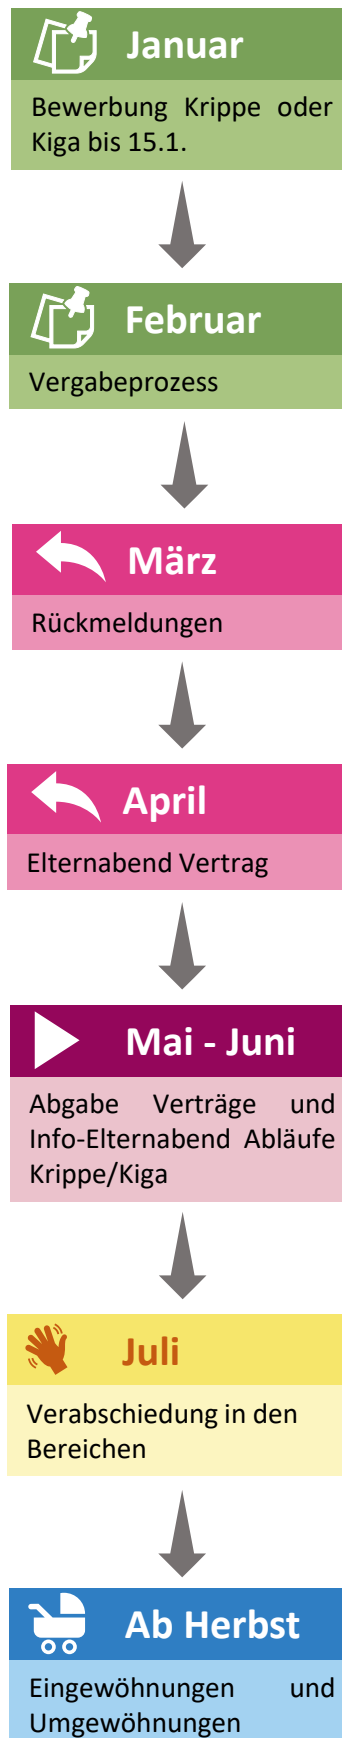 Januar
Bewerbung Krippe oder
Kiga bis 15.1.
Februar
Vergabeprozess
März
Rückmeldungen
April
Elternabend Vertrag
Mai - Juni
Abgabe Verträge und
Info-Elternabend Abläufe
Krippe/Kiga
Juli
Verabschiedung in den
Bereichen
Ab Herbst
Eingewöhnungen und
Umgewöhnungen